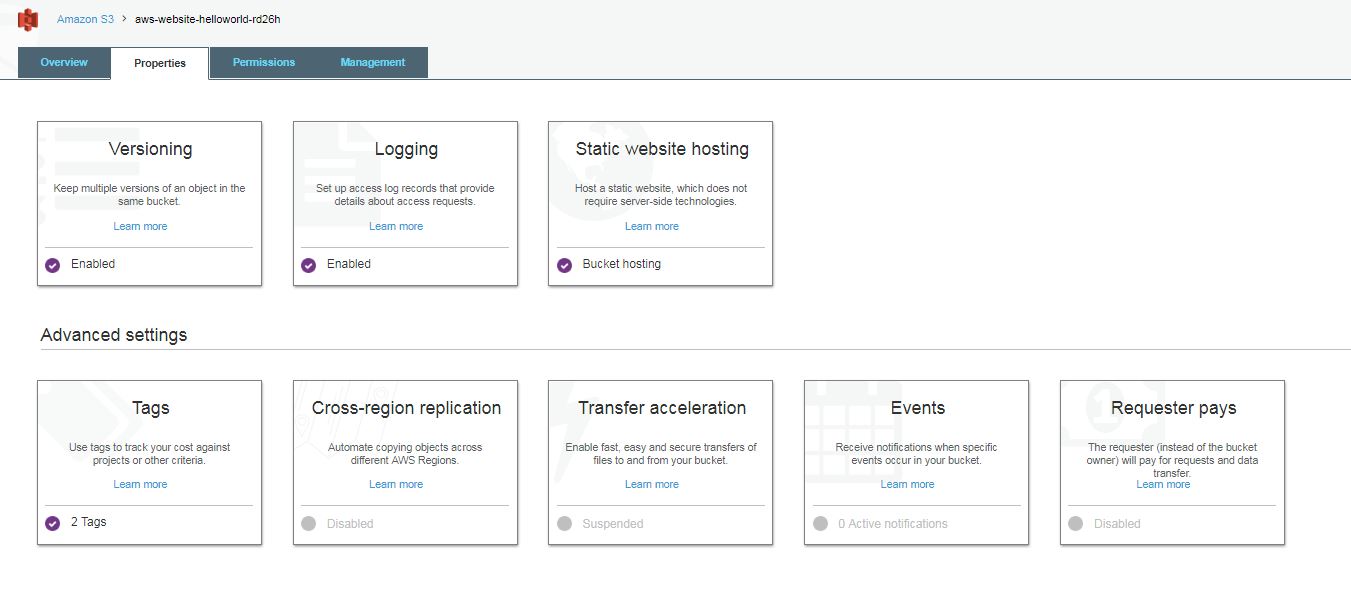 Amazon S3 > aws-website-helloworld-rd26h
Overview Properties Permissions Management
Versioning
Keep multiple versions of an object in the
same bucket.
Learn more
Enabled
Logging
Set up access log records that provide
details about access requests.
Learn more
Enabled
Static website hosting
Host a static website, which does not
require server-side technologies.
Learn more
Bucket hosting
Advanced settings
Tags
Use tags to track your cost against
projects or other criteria.
Learn more
2 Tags
Cross-region replication
Automate copying objects across
different AWS Regions.
Learn more
Disabled
Transfer acceleration
Enable fast, easy and secure transfers of
files to and from your bucket.
Learn more
Suspended
Events
Receive notifications when specific
events occur in your bucket.
Learn more
0 Active notifications
Requester pays
The requester (instead of the bucket
owner) will pay for requests and data
transfer.
Learn more
Disabled